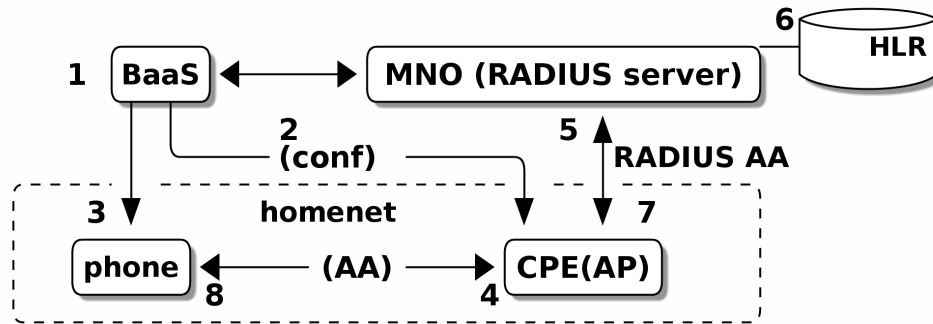 6
HLR
1
BaaS
MNO (RADIUS server)
2
(conf)
5
RADIUS AA
3
homenet
7
phone
(AA)
CPE(AP)
8
4